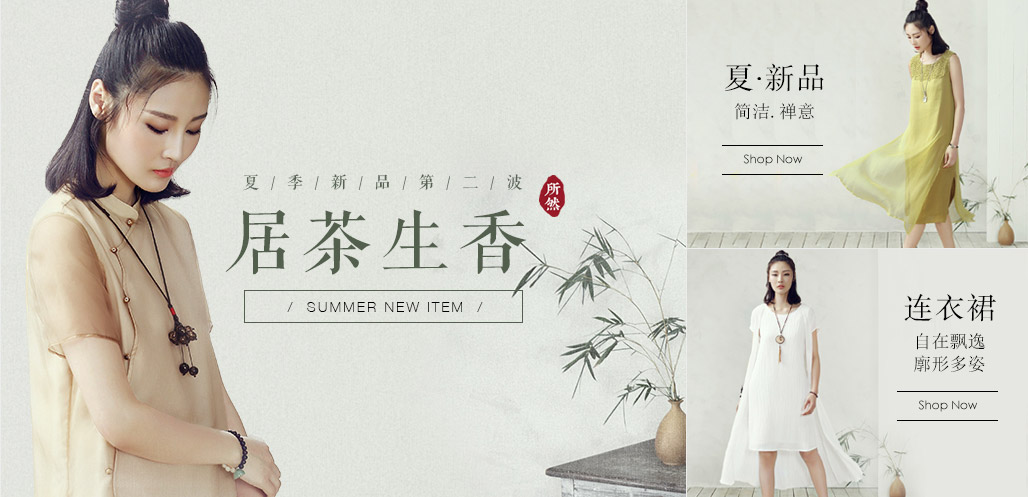 夏/季/新/品/第/二/波
所然
居茶生香
/ SUMMER NEW ITEM /
夏·新品
简洁. 禅意
Shop Now
连衣裙
自在飘逸
廓形多姿
Shop Now